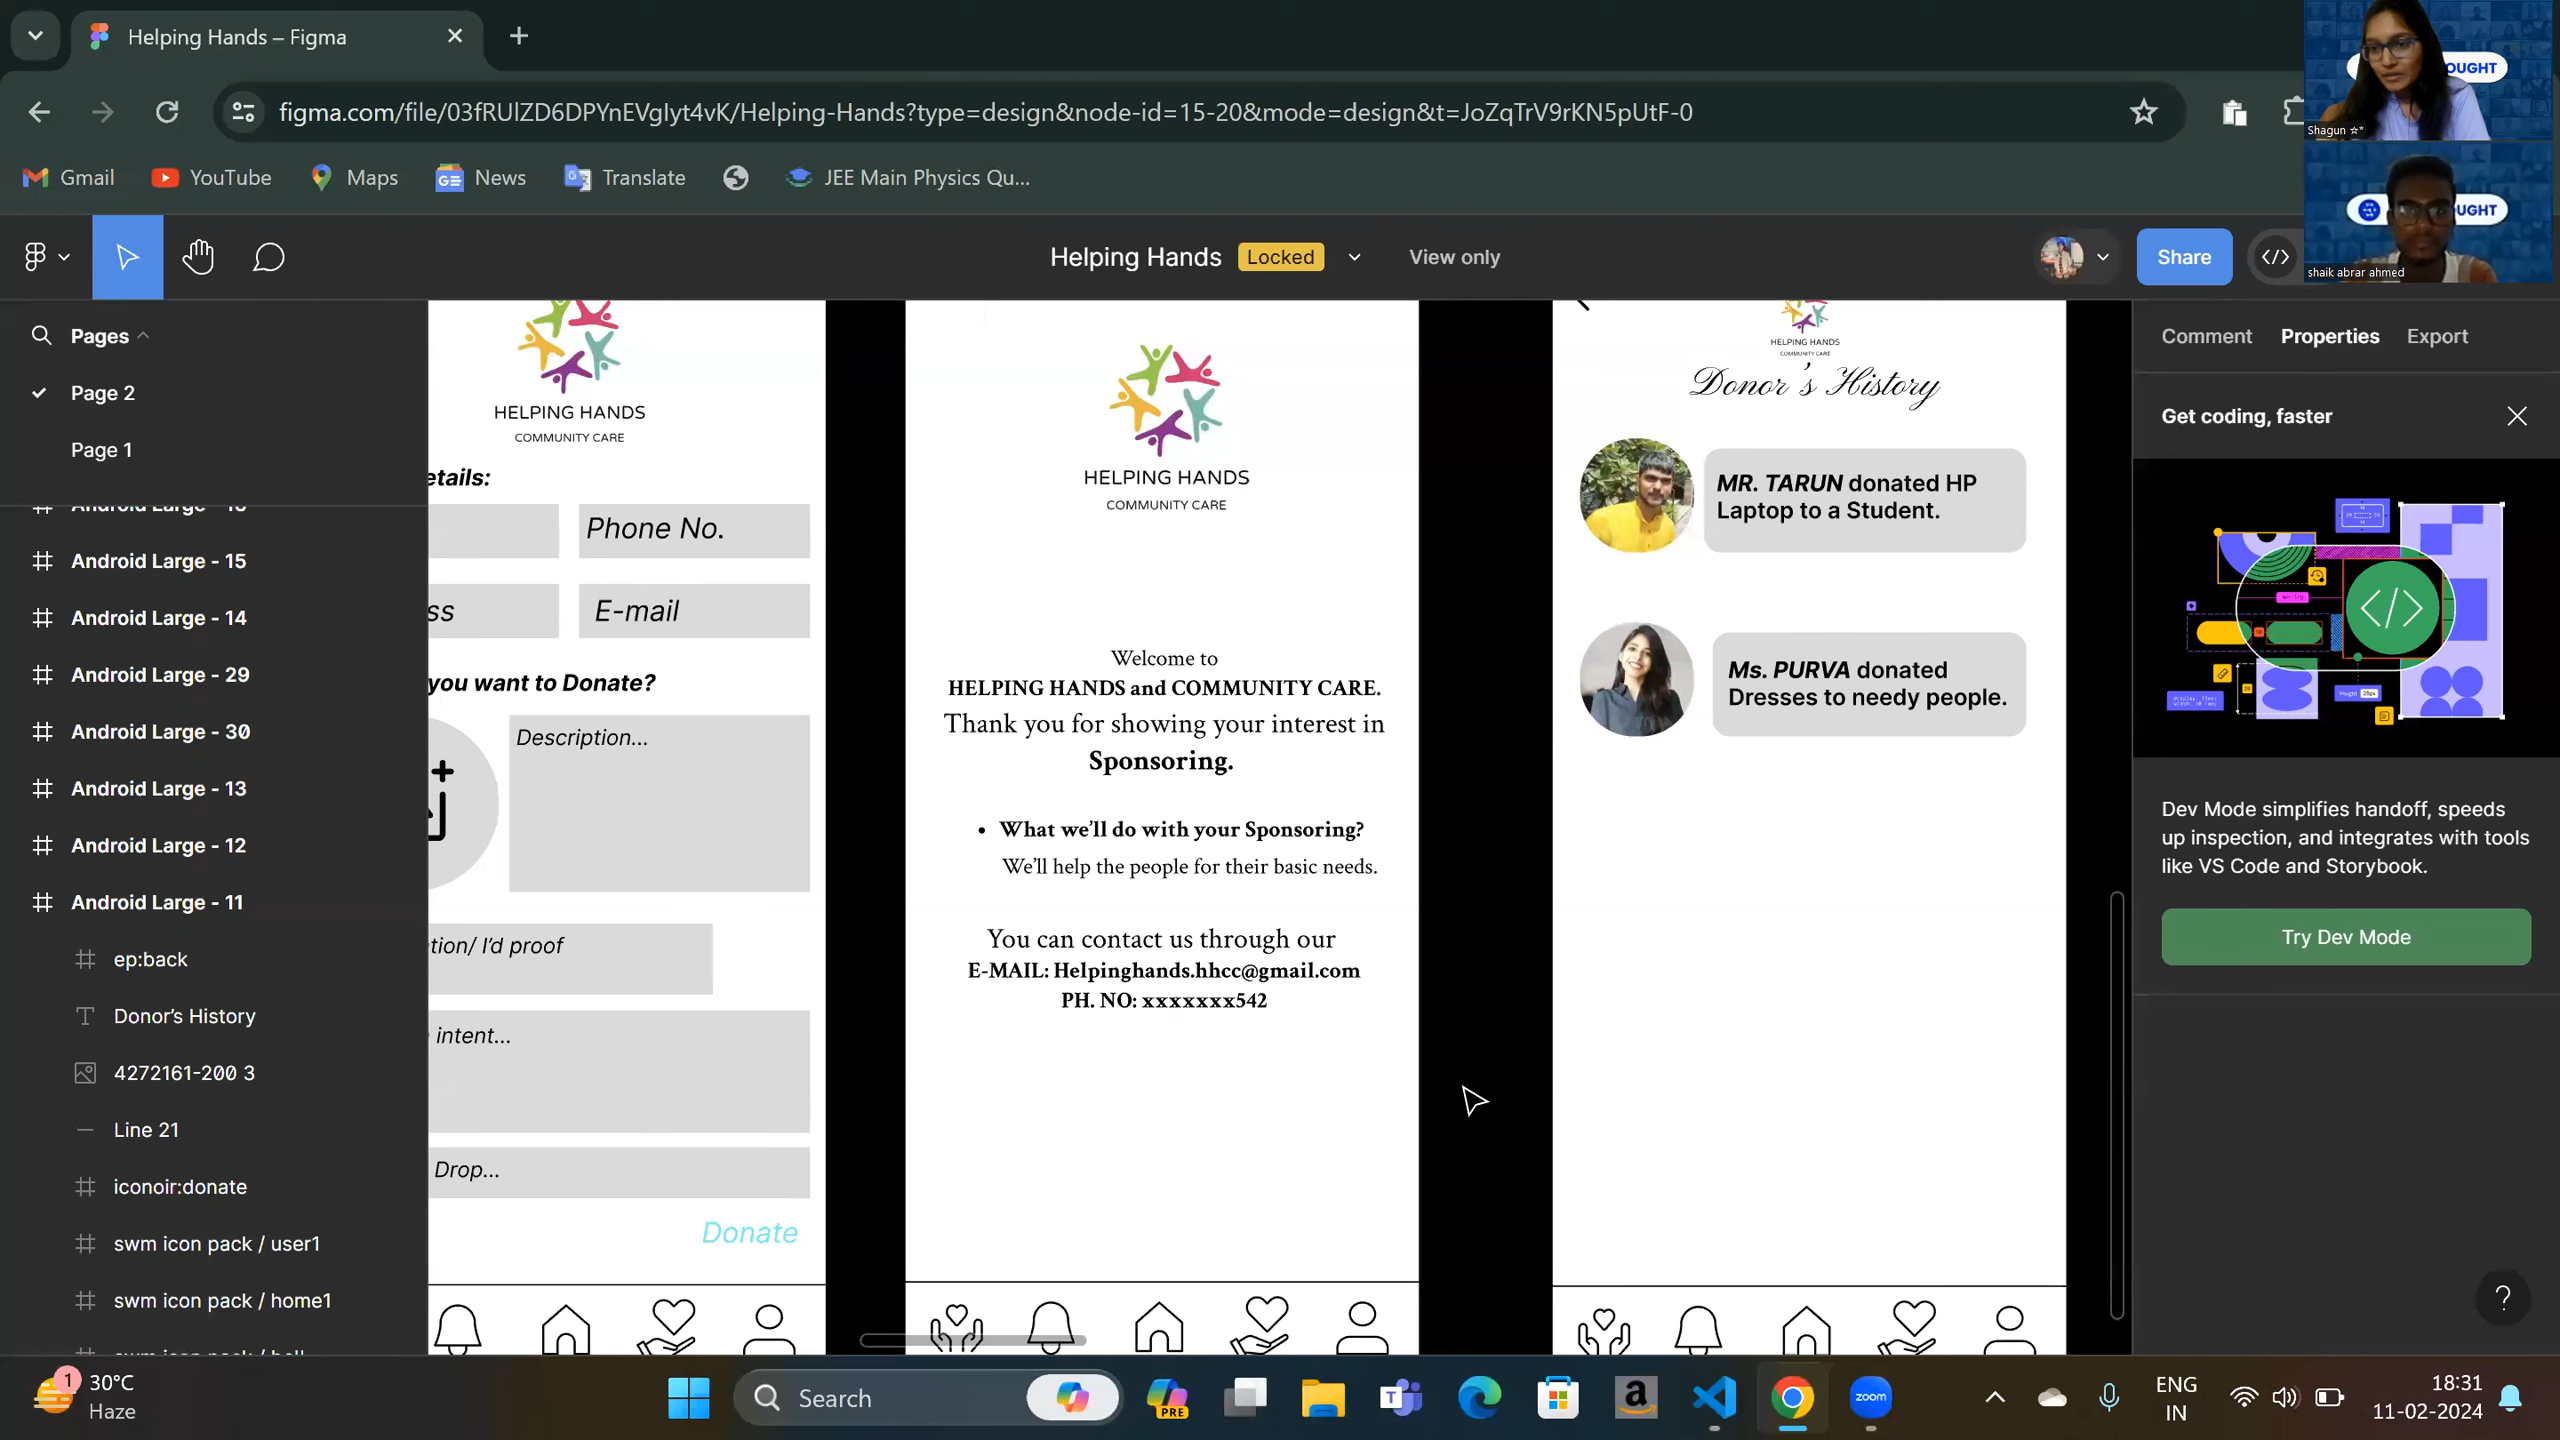 Helping Hands – Figma
figma.com/file/03fRUlZD6DPYnEVgIyt4vK/Helping-Hands?type=design&node-id=15-20&mode=design&t=JoZqTrV9rKN5pUtF-0
Gmail
YouTube
Maps
News
Translate
JEE Main Physics Qu...
OUGHT
Shagun ☆*
UGHT
shaik abrar ahmed
Helping Hands
Locked
View only
Share
Pages
Page 2
Page 1
Android Large - 15
Android Large - 14
Android Large - 29
Android Large - 30
Android Large - 13
Android Large - 12
Android Large - 11
ep:back
Donor's History
4272161-200 3
Line 21
iconoir:donate
swm icon pack / user1
swm icon pack / home1
HELPING HANDS
COMMUNITY CARE
etails:
Phone No.
ss
E-mail
you want to Donate?
Description...
tion/ I'd proof
intent...
Drop...
Donate
HELPING HANDS
COMMUNITY CARE
Welcome to
HELPING HANDS and COMMUNITY CARE.
Thank you for showing your interest in
Sponsoring.
• What we'll do with your Sponsoring?
We'll help the people for their basic needs.
You can contact us through our
E-MAIL: Helpinghands.hhcc@gmail.com
PH. NO: xxxxxxx542
HELPING HANDS
COMMUNITY CARE
Donor's History
MR. TARUN donated HP
Laptop to a Student.
Ms. PURVA donated
Dresses to needy people.
Comment
Properties
Export
Get coding, faster
Dev Mode simplifies handoff, speeds
up inspection, and integrates with tools
like VS Code and Storybook.
Try Dev Mode
?
1
30°C
Haze
Search
PRE
zoom
ENG
IN
18:31
11-02-2024